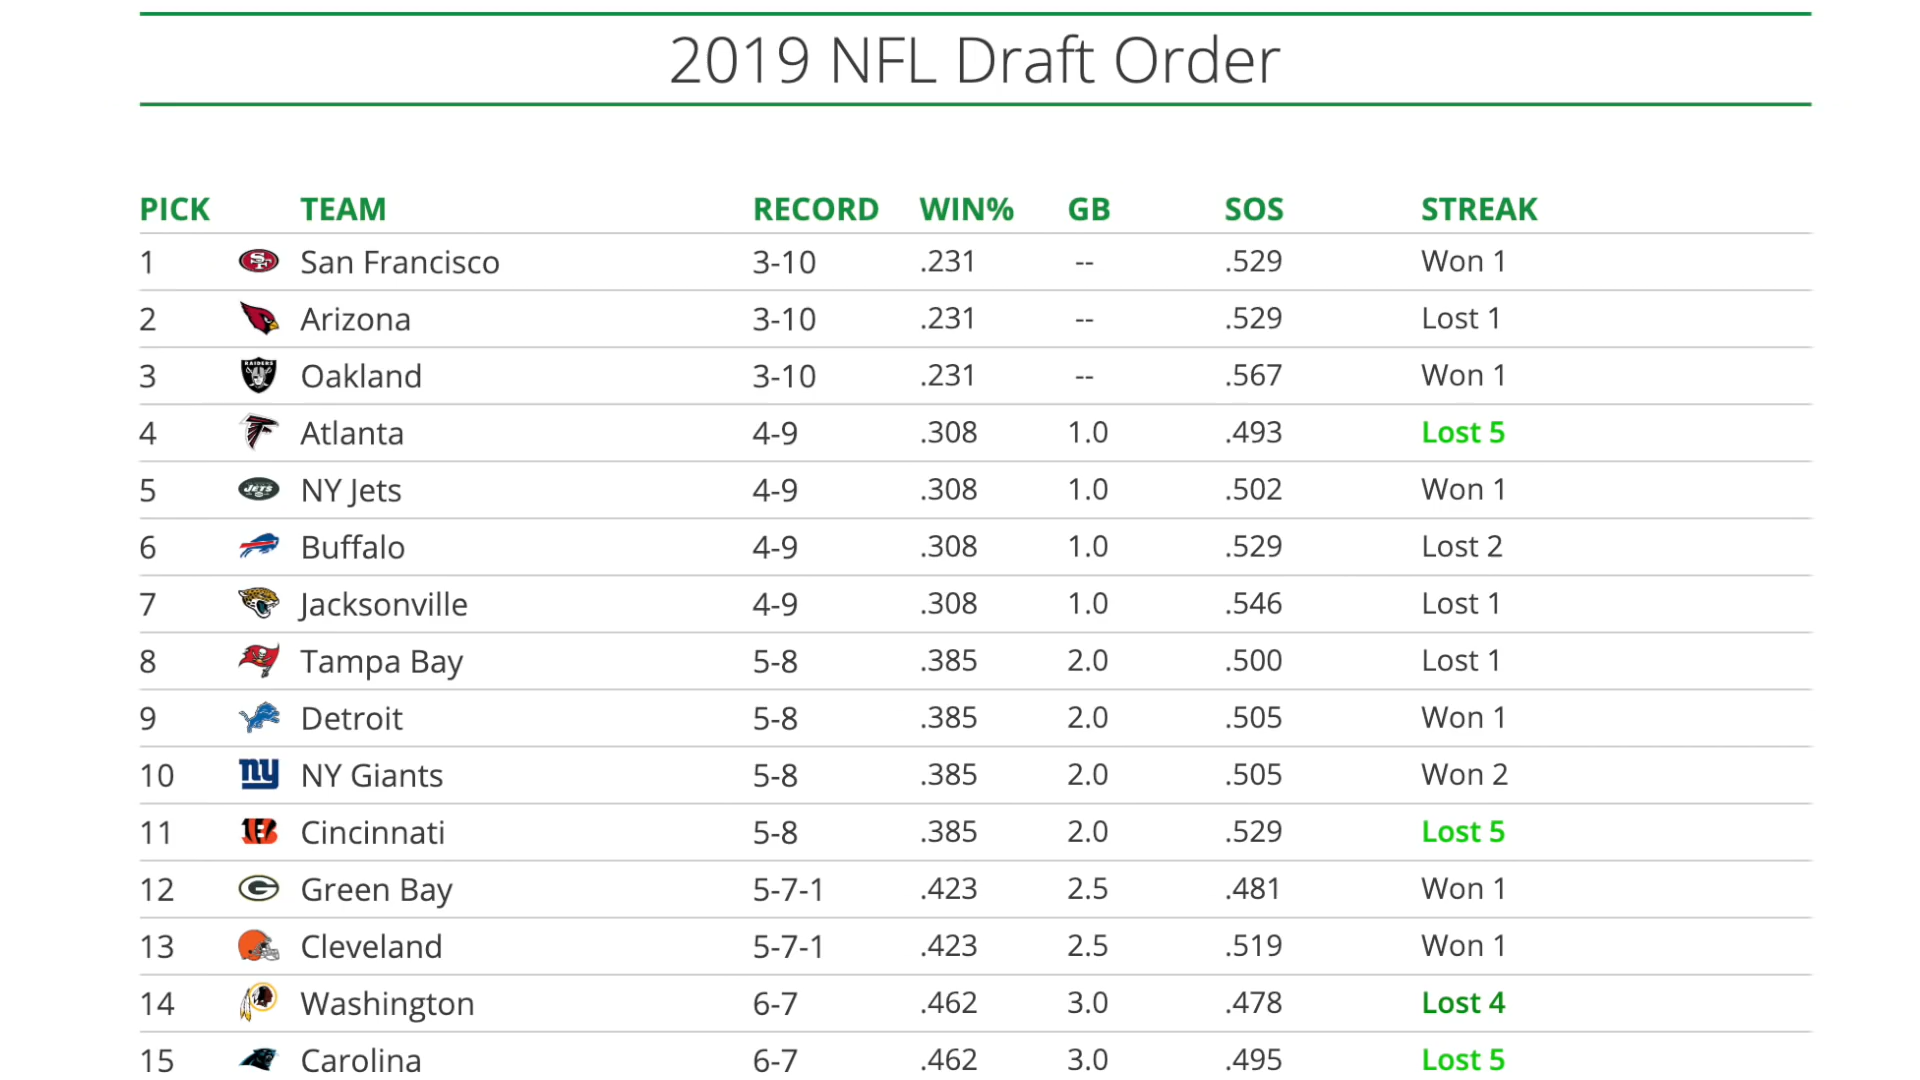 2019 NFL Draft Order
PICK TEAM RECORD WIN% GB SOS STREAK
1 San Francisco 3-10 .231 -- .529 Won 1
2 Arizona 3-10 .231 -- .529 Lost 1
3 Oakland 3-10 .231 -- .567 Won 1
4 Atlanta 4-9 .308 1.0 .493 Lost 5
5 NY Jets 4-9 .308 1.0 .502 Won 1
6 Buffalo 4-9 .308 1.0 .529 Lost 2
7 Jacksonville 4-9 .308 1.0 .546 Lost 1
8 Tampa Bay 5-8 .385 2.0 .500 Lost 1
9 Detroit 5-8 .385 2.0 .505 Won 1
10 NY Giants 5-8 .385 2.0 .505 Won 2
11 Cincinnati 5-8 .385 2.0 .529 Lost 5
12 Green Bay 5-7-1 .423 2.5 .481 Won 1
13 Cleveland 5-7-1 .423 2.5 .519 Won 1
14 Washington 6-7 .462 3.0 .478 Lost 4
15 Carolina 6-7 .462 3.0 .495 Lost 5